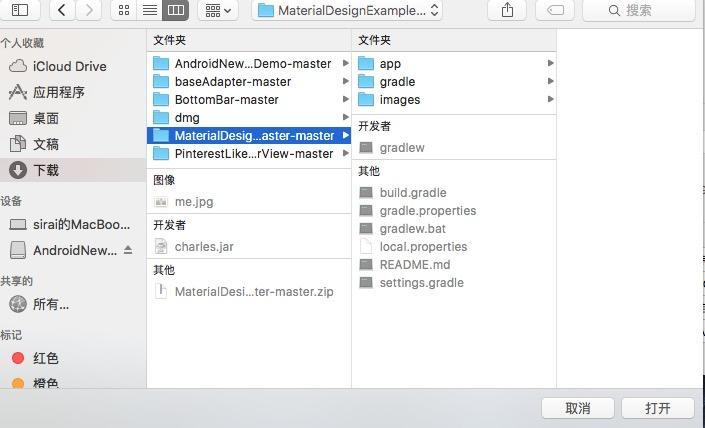 MaterialDesignExample...
搜索
个人收藏
iCloud Drive
应用程序
桌面
文稿
下载
设备
sirai的MacBoo...
AndroidNew...
共享的
所有...
标记
红色
橙色
文件夹
AndroidNew...Demo-master
baseAdapter-master
BottomBar-master
dmg
MaterialDesig...aster-master
PinterestLike...rView-master
图像
me.jpg
开发者
charles.jar
其他
MaterialDesi...ter-master.zip
文件夹
app
gradle
images
开发者
gradlew
其他
build.gradle
gradle.properties
gradlew.bat
local.properties
README.md
settings.gradle
取消
打开